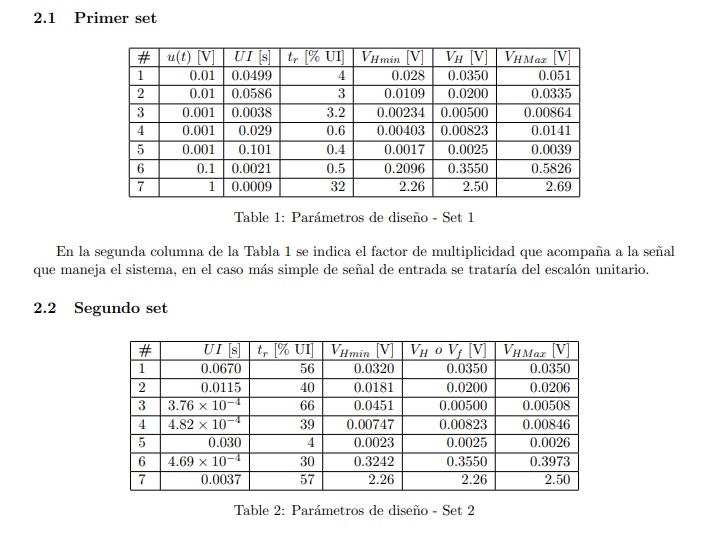 2.1 Primer set
# u(t) [V] UI [s] t_r [% UI] V_Hmin [V] V_H [V] V_HMax [V]
1 0.01 0.0499 4 0.028 0.0350 0.051
2 0.01 0.0586 3 0.0109 0.0200 0.0335
3 0.001 0.0038 3.2 0.00234 0.00500 0.00864
4 0.001 0.029 0.6 0.00403 0.00823 0.0141
5 0.001 0.101 0.4 0.0017 0.0025 0.0039
6 0.1 0.0021 0.5 0.2096 0.3550 0.5826
7 1 0.0009 32 2.26 2.50 2.69
Table 1: Parámetros de diseño - Set 1
En la segunda columna de la Tabla 1 se indica el factor de multiplicidad que acompaña a la señal
que maneja el sistema, en el caso más simple de señal de entrada se trataría del escalón unitario.
2.2 Segundo set
# UI [s] t_r [% UI] V_Hmin [V] V_H o V_f [V] V_HMax [V]
1 0.0670 56 0.0320 0.0350 0.0350
2 0.0115 40 0.0181 0.0200 0.0206
3 3.76 × 10⁻⁴ 66 0.0451 0.00500 0.00508
4 4.82 × 10⁻⁴ 39 0.00747 0.00823 0.00846
5 0.030 4 0.0023 0.0025 0.0026
6 4.69 × 10⁻⁴ 30 0.3242 0.3550 0.3973
7 0.0037 57 2.26 2.26 2.50
Table 2: Parámetros de diseño - Set 2